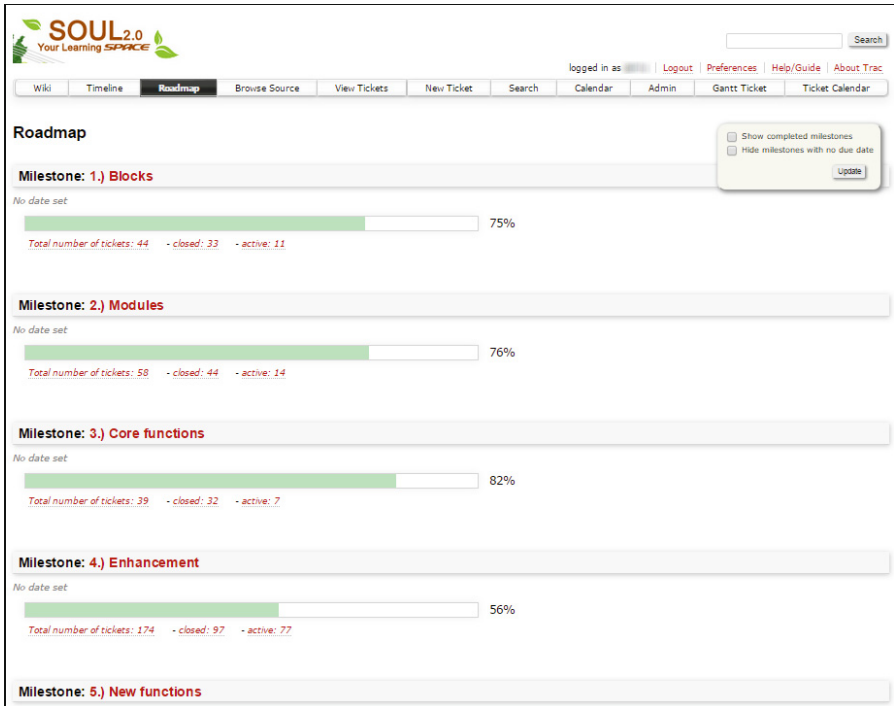 SOUL2.0
Your Learning SPACE
Search
logged in as
Logout
Preferences
Help/Guide
About Trac
Wiki
Timeline
Roadmap
Browse Source
View Tickets
New Ticket
Search
Calendar
Admin
Gantt Ticket
Ticket Calendar
Roadmap
Show completed milestones
Hide milestones with no due date
Update
Milestone: 1.) Blocks
No date set
75%
Total number of tickets: 44 - closed: 33 - active: 11
Milestone: 2.) Modules
No date set
76%
Total number of tickets: 58 - closed: 44 - active: 14
Milestone: 3.) Core functions
No date set
82%
Total number of tickets: 39 - closed: 32 - active: 7
Milestone: 4.) Enhancement
No date set
56%
Total number of tickets: 174 - closed: 97 - active: 77
Milestone: 5.) New functions